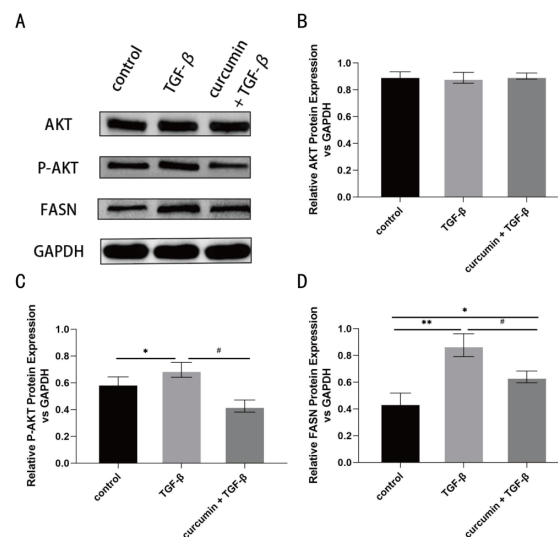 A
control
TGF-β
curcumin
+ TGF-β
AKT
P-AKT
FASN
GAPDH
B
Relative AKT Protein Expression
vs GAPDH
1.0
0.8
0.6
0.4
0.2
0.0
control
TGF-β
curcumin + TGF-β
C
Relative P-AKT Protein Expression
vs GAPDH
1.0
0.8
0.6
0.4
0.2
0.0
*
#
control
TGF-β
curcumin + TGF-β
D
Relative FASN Protein Expression
vs GAPDH
1.0
0.8
0.6
0.4
0.2
0.0
*
**
#
control
TGF-β
curcumin + TGF-β